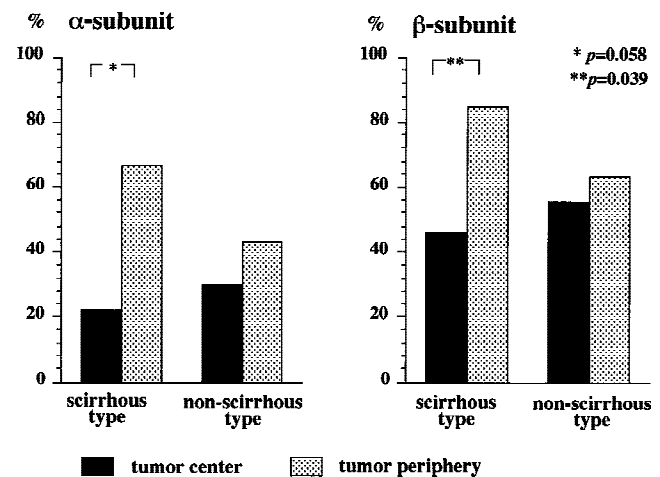 % α-subunit
100
80
60
40
20
0
*
scirrhous type
non-scirrhous type
% β-subunit
* p=0.058
**p=0.039
100
80
60
40
20
0
**
scirrhous type
non-scirrhous type
tumor center
tumor periphery